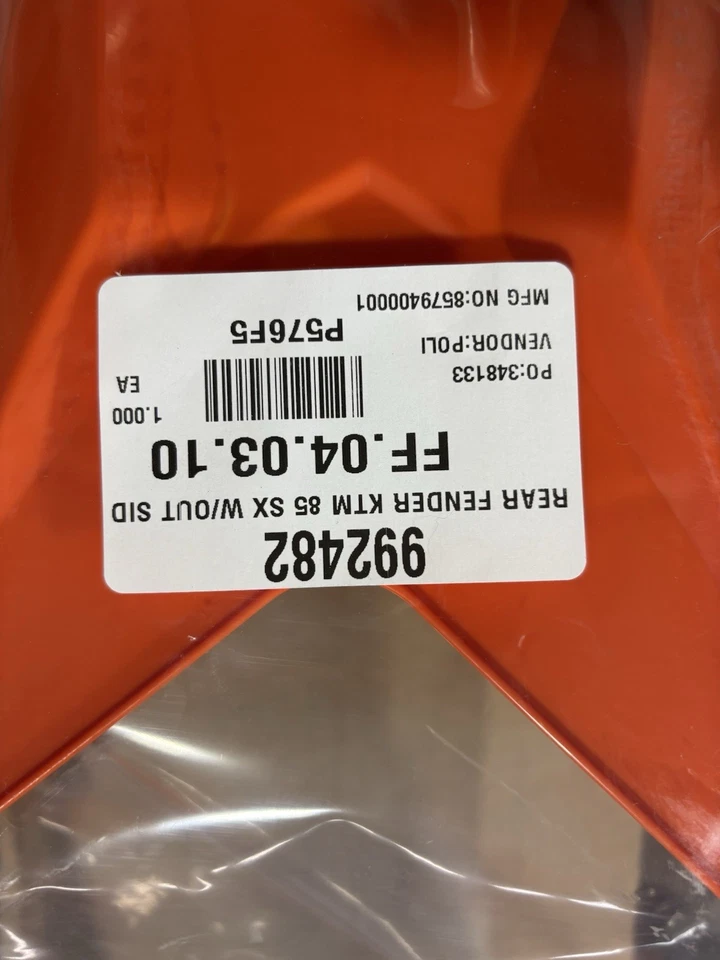 992482
REAR FENDER KTM 85 SX W/OUT SID
FF.04.03.10
PO:348133
1.000
EA
VENDOR:POLI
P576F5
MFG NO:8579400001